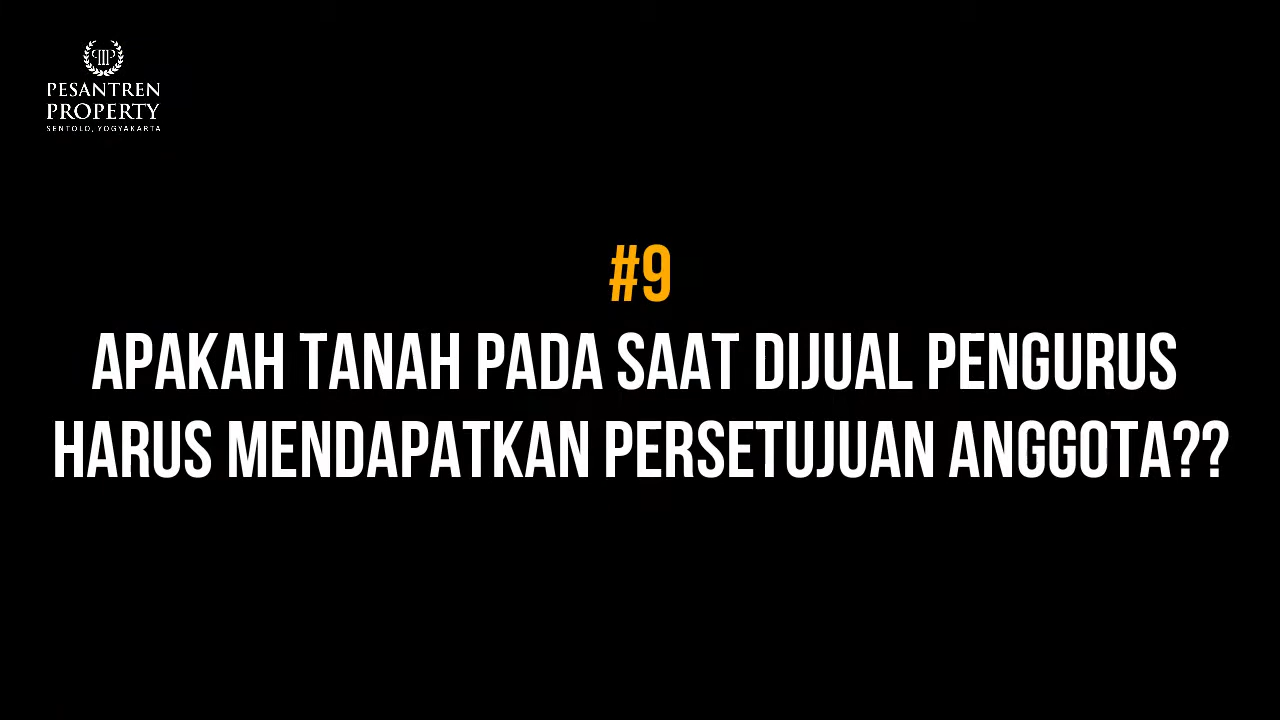 PESANTREN
PROPERTY
SENTOLO, YOGYAKARTA
#9
APAKAH TANAH PADA SAAT DIJUAL PENGURUS
HARUS MENDAPATKAN PERSETUJUAN ANGGOTA??